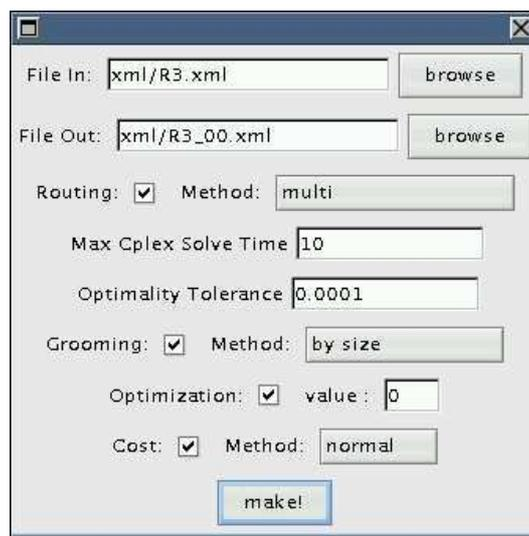 File In: xml/R3.xml browse
File Out: xml/R3_00.xml browse
Routing: Method: multi
Max Cplex Solve Time 10
Optimality Tolerance 0.0001
Grooming: Method: by size
Optimization: value : 0
Cost: Method: normal
make!